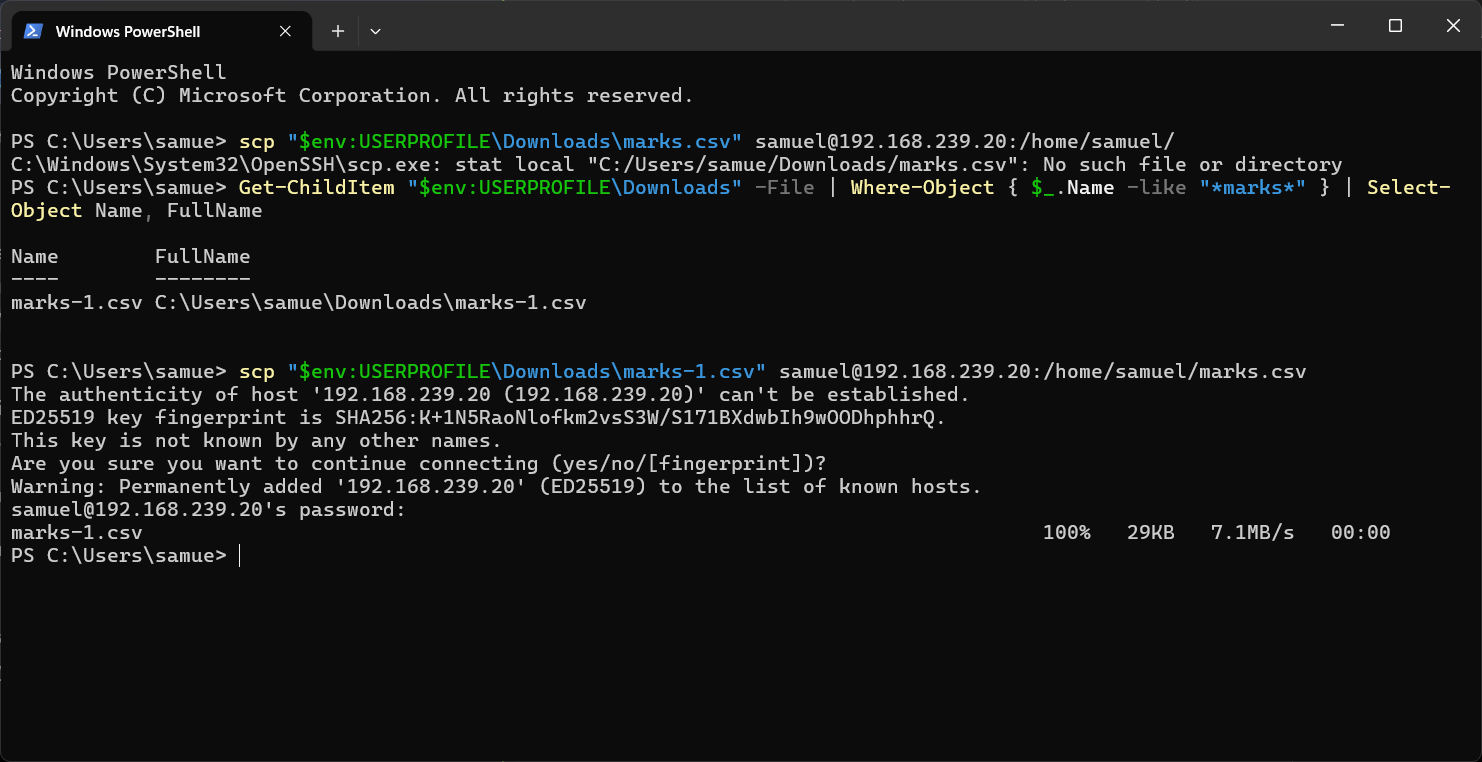 Windows PowerShell
Windows PowerShell
Copyright (C) Microsoft Corporation. All rights reserved.
PS C:\Users\samue> scp "$env:USERPROFILE\Downloads\marks.csv" samuel@192.168.239.20:/home/samuel/
C:\Windows\System32\OpenSSH\scp.exe: stat local "C:/Users/samue/Downloads/marks.csv": No such file or directory
PS C:\Users\samue> Get-ChildItem "$env:USERPROFILE\Downloads" -File | Where-Object { $_.Name -like "*marks*" } | Select-
Object Name, FullName
Name        FullName
----        --------
marks-1.csv C:\Users\samue\Downloads\marks-1.csv
PS C:\Users\samue> scp "$env:USERPROFILE\Downloads\marks-1.csv" samuel@192.168.239.20:/home/samuel/marks.csv
The authenticity of host '192.168.239.20 (192.168.239.20)' can't be established.
ED25519 key fingerprint is SHA256:K+1N5RaoNlofkm2vsS3W/S171BXdwbIh9wOODhphhrQ.
This key is not known by any other names.
Are you sure you want to continue connecting (yes/no/[fingerprint])?
Warning: Permanently added '192.168.239.20' (ED25519) to the list of known hosts.
samuel@192.168.239.20's password:
marks-1.csv                                                                           100%   29KB   7.1MB/s   00:00
PS C:\Users\samue>